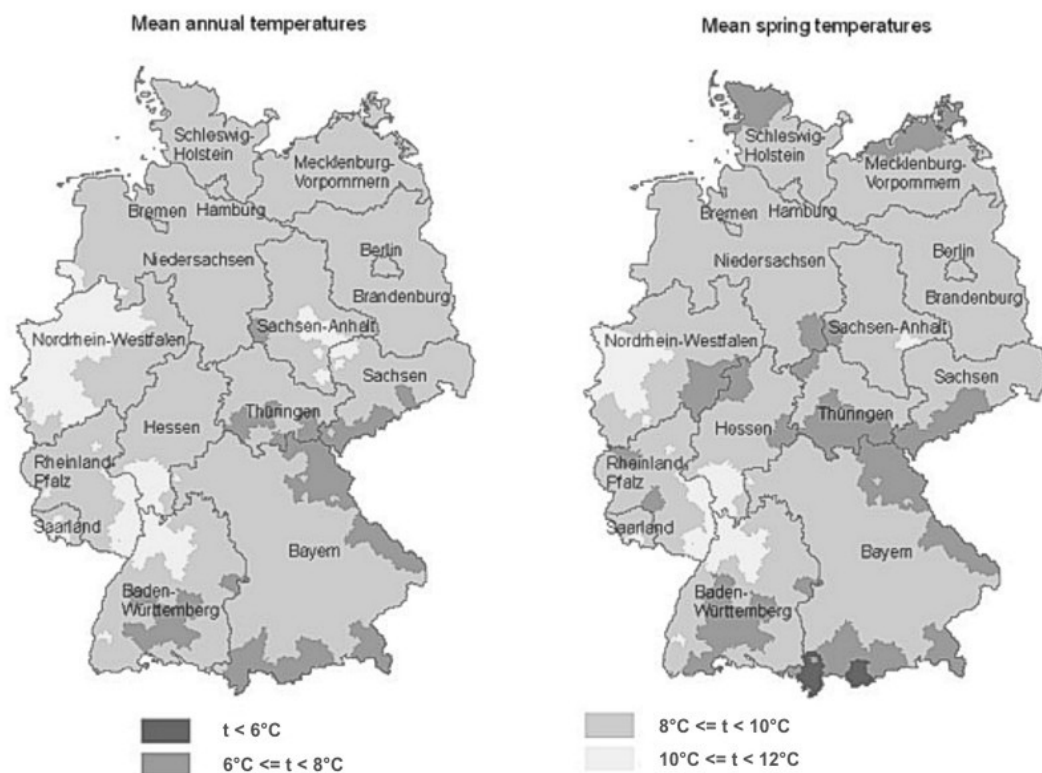 Mean annual temperatures
Schleswig-
Holstein
Mecklenburg-
Vorpommern
Bremen
Hamburg
Niedersachsen
Berlin
Brandenburg
Nordrhein-Westfalen
Sachsen-Anhalt
Sachsen
Thüringen
Hessen
Rheinland-
Pfalz
Saarland
Bayern
Baden-
Württemberg
Mean spring temperatures
Schleswig-
Holstein
Mecklenburg-
Vorpommern
Bremen
Hamburg
Niedersachsen
Berlin
Brandenburg
Nordrhein-Westfalen
Sachsen-Anhalt
Sachsen
Thüringen
Hessen
Rheinland-
Pfalz
Saarland
Bayern
Baden-
Württemberg
t < 6°C
6°C <= t < 8°C
8°C <= t < 10°C
10°C <= t < 12°C